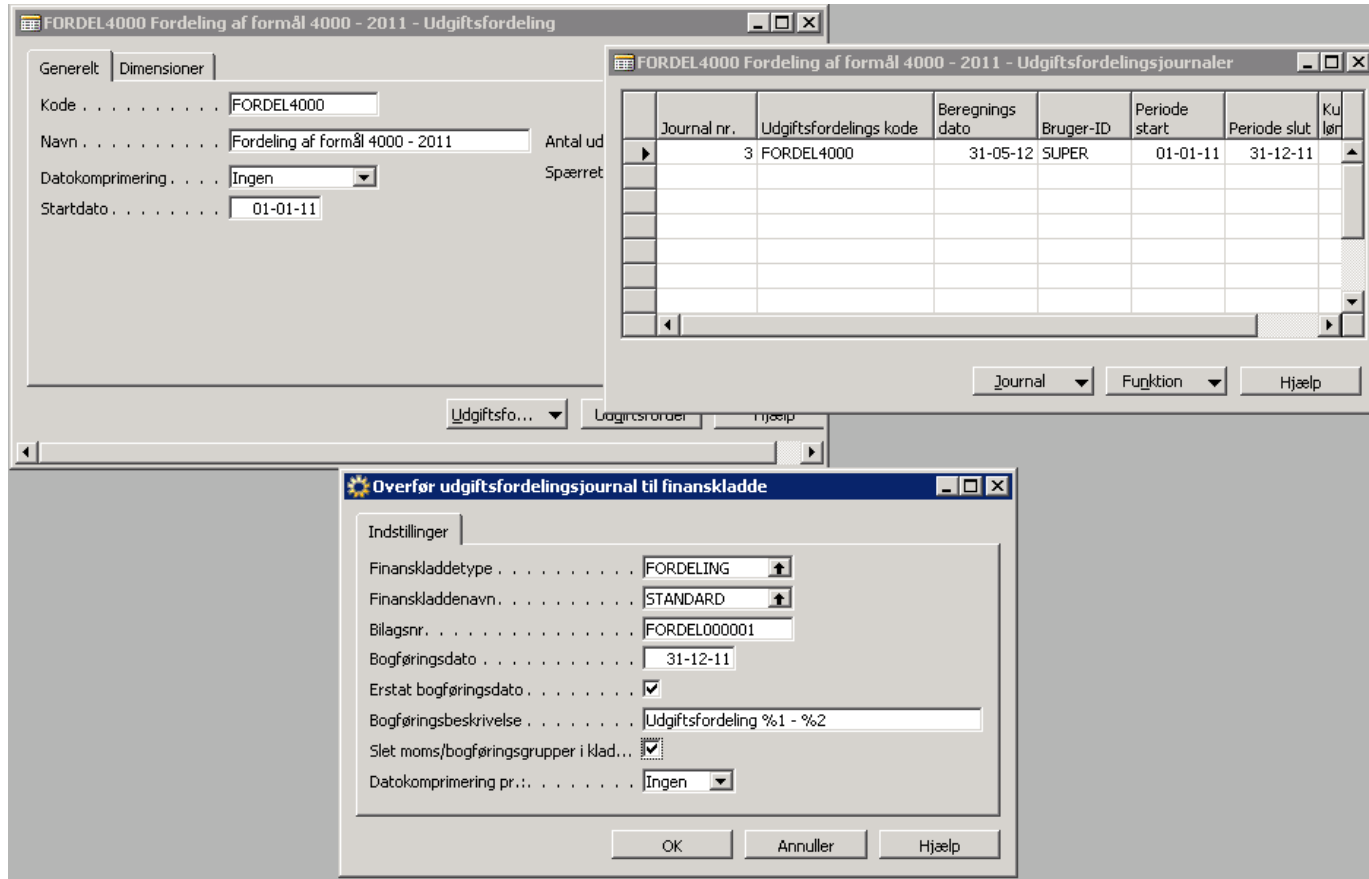 FORDEL4000 Fordeling af formål 4000 - 2011 - Udgiftsfordeling
Generelt Dimensioner
Kode . . . . . . . . . . . FORDEL4000
Navn . . . . . . . . . . . Fordeling af formål 4000 - 2011 Antal ud
Datokomprimering . . . . Ingen Spærret
Startdato . . . . . . . . 01-01-11
Udgiftsfo... Udgiftsfordel Hjælp
FORDEL4000 Fordeling af formål 4000 - 2011 - Udgiftsfordelingsjournaler
Journal nr. Udgiftsfordelings kode Beregnings dato Bruger-ID Periode start Periode slut Ku løn
3 FORDEL4000 31-05-12 SUPER 01-01-11 31-12-11
Journal Funktion Hjælp
Overfør udgiftsfordelingsjournal til finanskladde
Indstillinger
Finanskladdetype . . . . . . . . . . FORDELING
Finanskladdenavn. . . . . . . . . . STANDARD
Bilagsnr. . . . . . . . . . . . . . . FORDEL000001
Bogføringsdato . . . . . . . . . . . 31-12-11
Erstat bogføringsdato . . . . . . . .
Bogføringsbeskrivelse . . . . . . . . Udgiftsfordeling %1 - %2
Slet moms/bogføringsgrupper i klad...
Datokomprimering pr.:. . . . . . . . Ingen
OK Annuller Hjælp